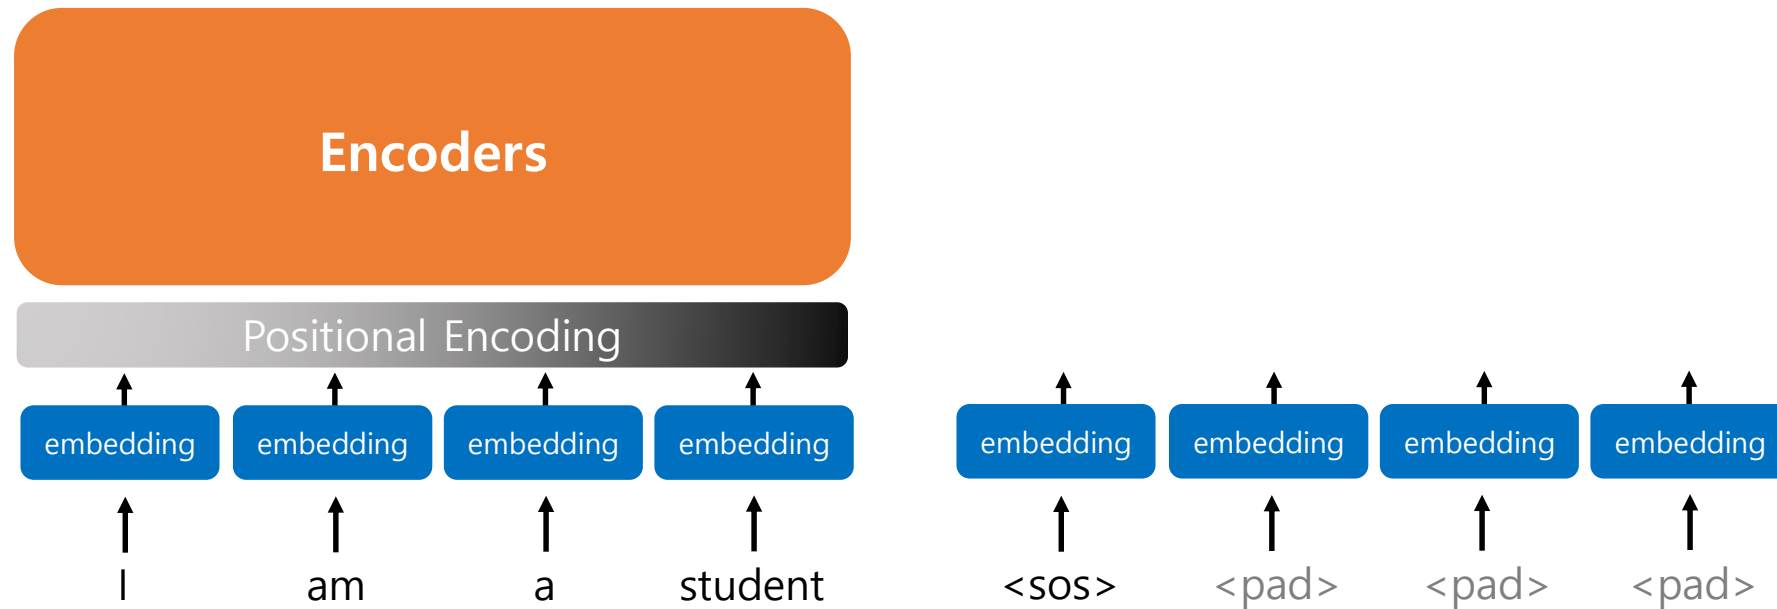 Encoders
Positional Encoding
embedding embedding embedding embedding embedding embedding embedding embedding
I am a student <sos> <pad> <pad> <pad>